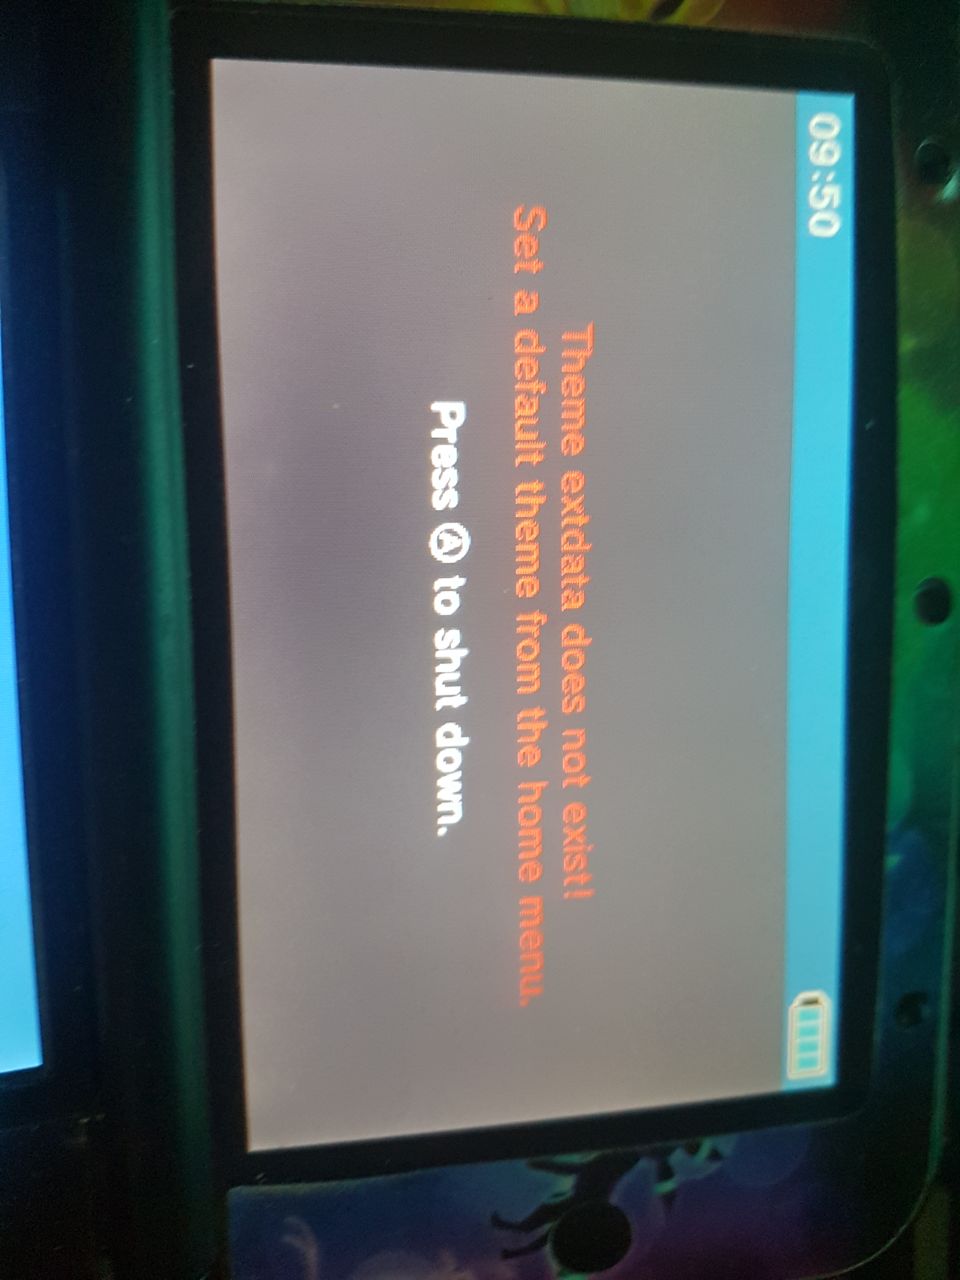 09:50
Theme extdata does not exist!
Set a default theme from the home menu.
Press Ⓐ to shut down.